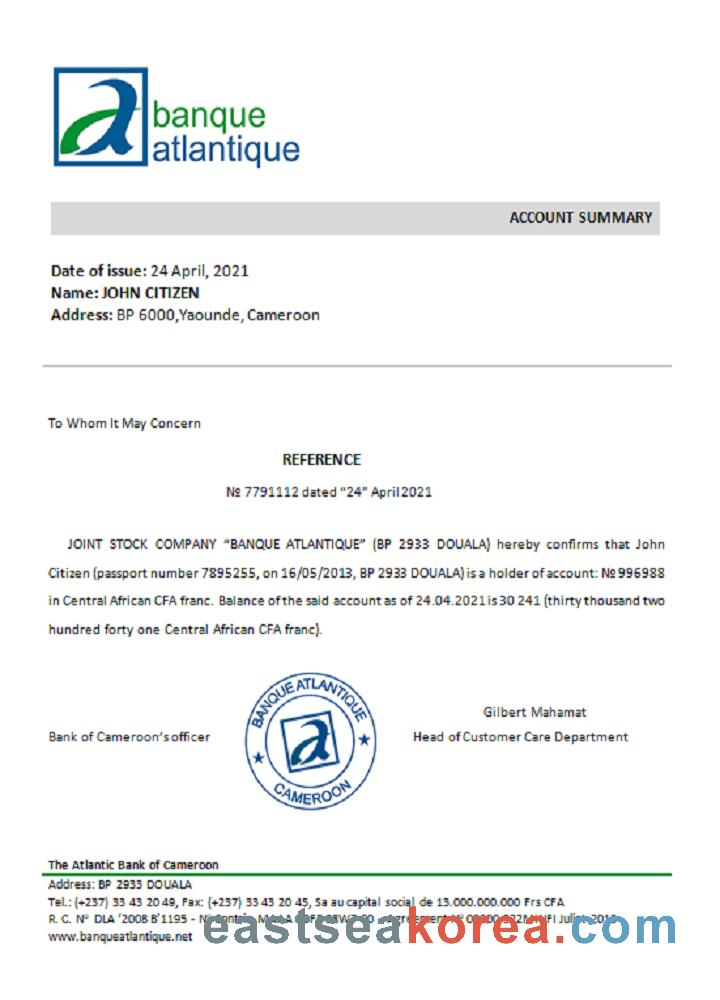 banque
atlantique
ACCOUNT SUMMARY
Date of issue: 24 April, 2021
Name: JOHN CITIZEN
Address: BP 6000,Yaounde, Cameroon
To Whom It May Concern
REFERENCE
№ 7791112 dated “24” April 2021
JOINT STOCK COMPANY “BANQUE ATLANTIQUE” (BP 2933 DOUALA) hereby confirms that John
Citizen (passport number 7895255, on 16/05/2013, BP 2933 DOUALA) is a holder of account: № 996988
in Central African CFA franc. Balance of the said account as of 24.04.2021 is 30 241 (thirty thousand two
hundred forty one Central African CFA franc).
BANQUE ATLANTIQUE
CAMEROON
Gilbert Mahamat
Bank of Cameroon’s officer
Head of Customer Care Department
The Atlantic Bank of Cameroon
Address: BP 2933 DOUALA
Tel.: (+237) 33 43 20 49, Fax: (+237) 33 43 20 45, Sa au capital social de 13.000.000.000 Frs CFA
R. C. N° DLA ‘2008 B’1195 -
www.banqueatlantique.net
eastseakorea.com